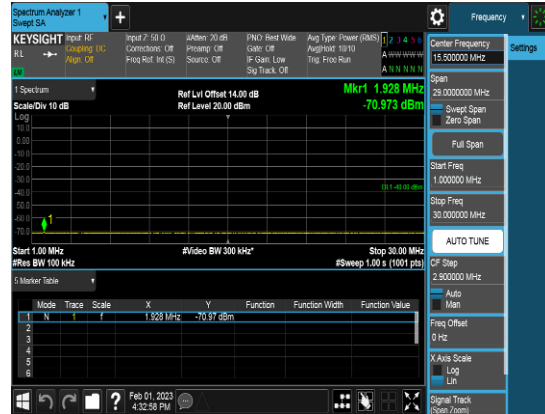 Spectrum Analyzer 1
Swept SA
+
Frequency
KEYSIGHT
RL
Input: RF
Coupling: DC
Align: Off
Input Z: 50 Ω
Corrections: Off
Freq Ref: Int (S)
#Atten: 20 dB
Preamp: Off
Source: Off
PNO: Best Wide
Gate: Off
IF Gain: Low
Sig Track: Off
Avg Type: Power (RMS)
Avg|Hold: 10/10
Trig: Free Run
1 2 3 4 5 6
A W W W W W
A N N N N N
LNI
1 Spectrum
Scale/Div 10 dB
Ref Lvl Offset 14.00 dB
Ref Level 20.00 dBm
Mkr1 1.928 MHz
-70.973 dBm
Log
10.0
0.00
-10.0
-20.0
-30.0
-40.0
-50.0
-60.0
-70.0
DL1 -40.00 dBm
1
Start 1.00 MHz
#Res BW 100 kHz
#Video BW 300 kHz*
Stop 30.00 MHz
#Sweep 1.00 s (1001 pts)
5 Marker Table
Mode Trace Scale X Y Function Function Width Function Value
1 N 1 f 1.928 MHz -70.97 dBm
2
3
4
5
6
Feb 01, 2023
4:32:58 PM
Center Frequency
15.500000 MHz
Settings
Span
29.0000000 MHz
Swept Span
Zero Span
Full Span
Start Freq
1.000000 MHz
Stop Freq
30.000000 MHz
AUTO TUNE
CF Step
2.900000 MHz
Auto
Man
Freq Offset
0 Hz
X Axis Scale
Log
Lin
Signal Track
(Span Zoom)